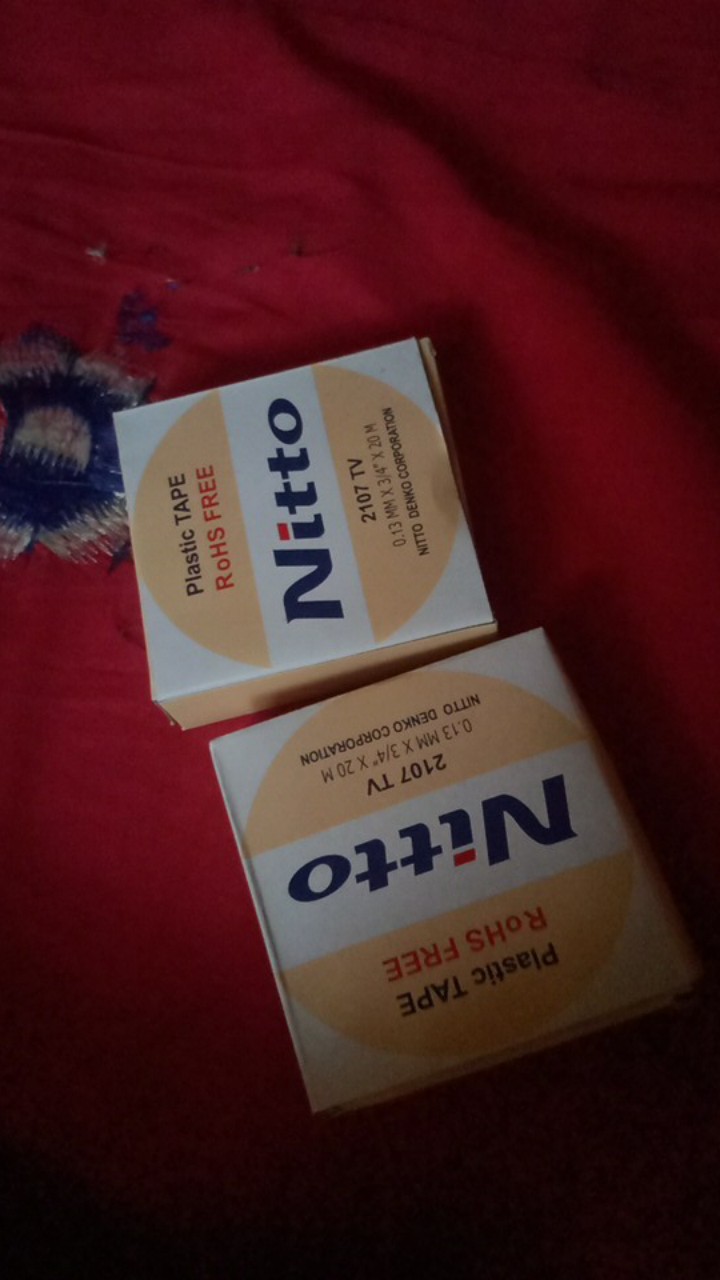 Plastic TAPE
RoHS FREE
Nitto
2107 TV
0.13 MM X 3/4" X 20 M
NITTO DENKO CORPORATION
Plastic TAPE
RoHS FREE
Nitto
2107 TV
0.13 MM X 3/4" X 20 M
NITTO DENKO CORPORATION